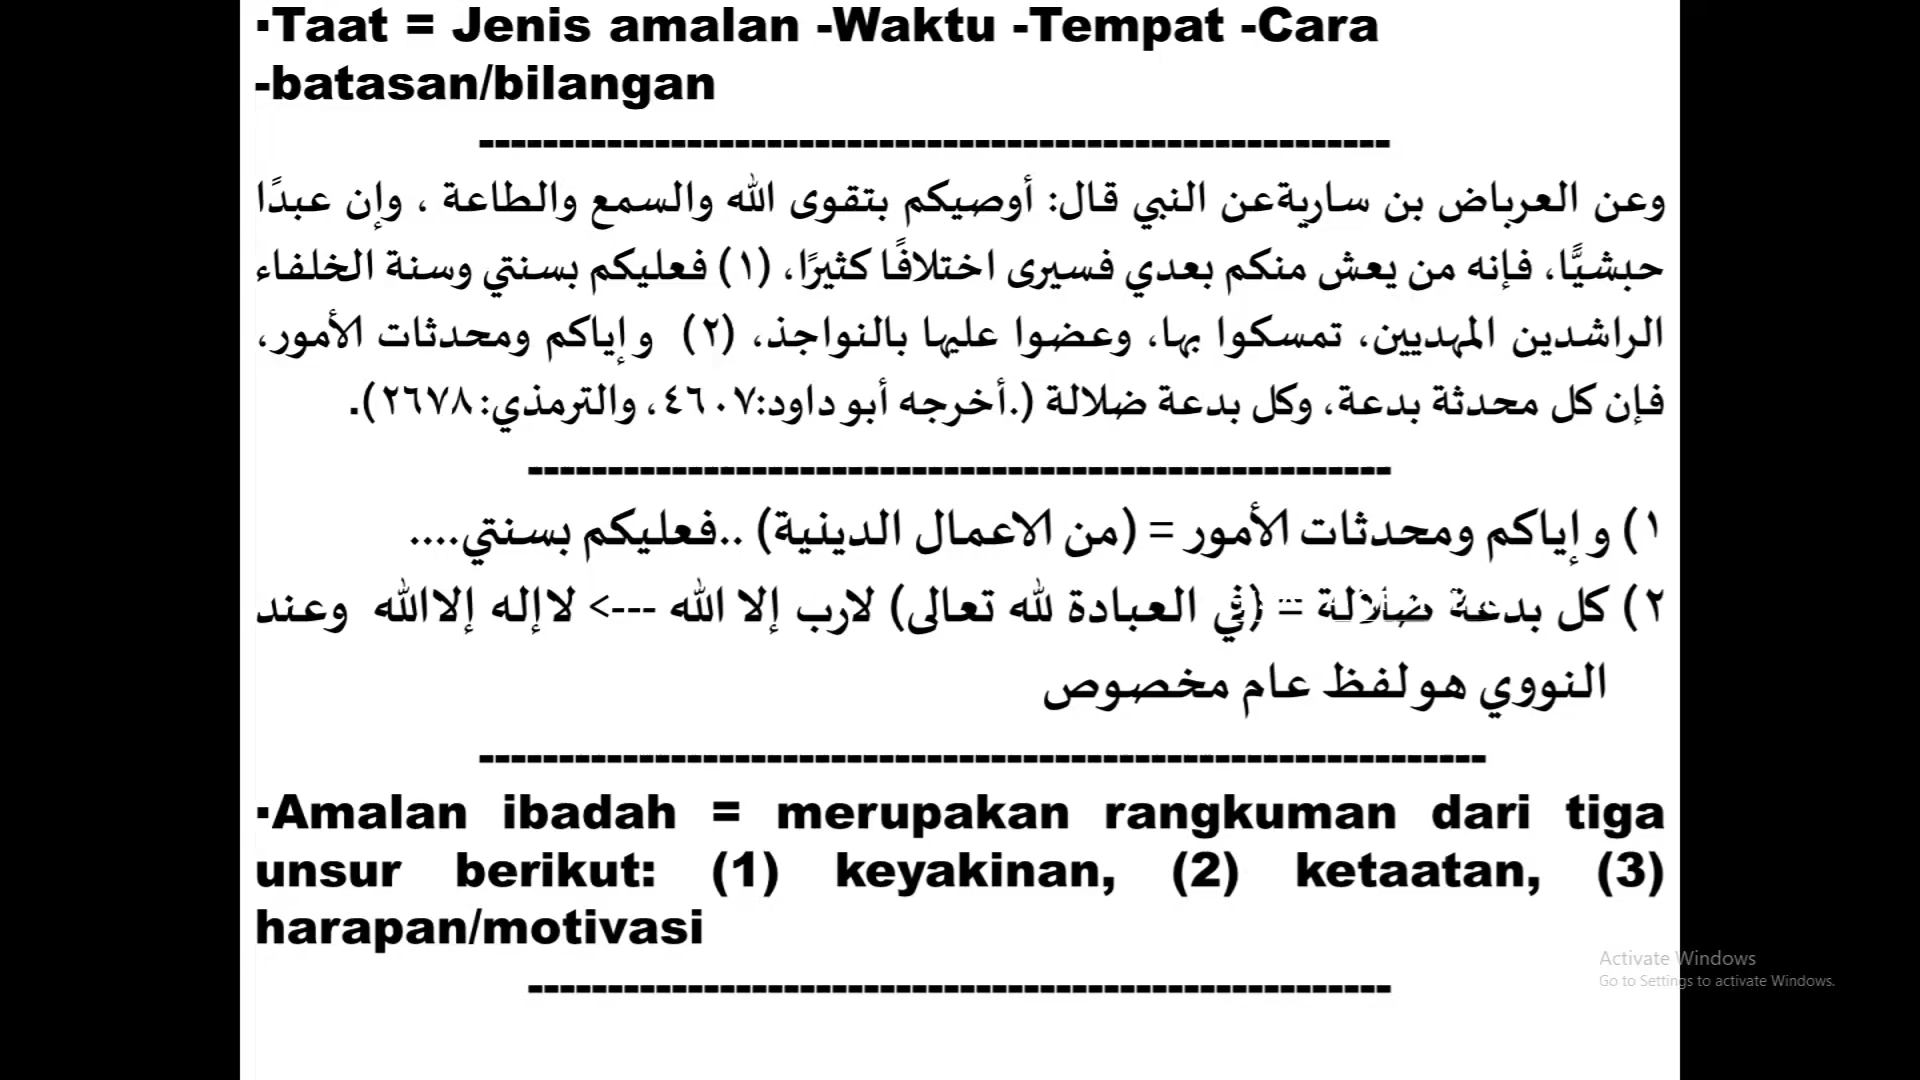 ▪Taat = Jenis amalan -Waktu -Tempat -Cara
-batasan/bilangan
---------------------------------------------------------
وعن العرباض بن سارية عن النبي قال: أوصيكم بتقوى الله والسمع والطاعة ، وإن عبدًا
حبشيًّا، فإنه من يعش منكم بعدي فسيرى اختلافًا كثيرًا، (١) فعليكم بسنتي وسنة الخلفاء
الراشدين المهديين، تمسكوا بها، وعضوا عليها بالنواجذ، (٢) وإياكم ومحدثات الأمور،
فإن كل محدثة بدعة، وكل بدعة ضلالة (.أخرجه أبو داود:٤٦٠٧، والترمذي:٢٦٧٨).
------------------------------------------------------
١) وإياكم ومحدثات الأمور = (من الاعمال الدينية) ..فعليكم بسنتي....
٢) كل بدعة ضلالة = (في العبادة لله تعالى) لارب إلا الله ---> لاإله إلاالله وعند
النووي هو لفظ عام مخصوص
---------------------------------------------------------------
▪Amalan ibadah = merupakan rangkuman dari tiga
unsur berikut: (1) keyakinan, (2) ketaatan, (3)
harapan/motivasi
------------------------------------------------------
Activate Windows
Go to Settings to activate Windows.